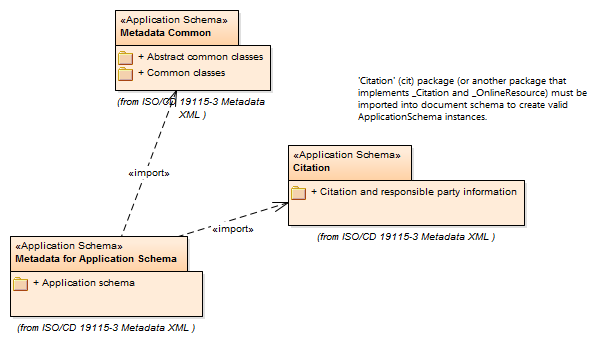 «Application Schema»
Metadata Common
+ Abstract common classes
+ Common classes
(from ISO/CD 19115-3 Metadata
XML )
'Citation' (cit) package (or another package that
implements _Citation and _OnlineResource) must be
imported into document schema to create valid
ApplicationSchema instances.
«import»
«Application Schema»
Citation
+ Citation and responsible party information
(from ISO/CD 19115-3 Metadata XML )
«import»
«Application Schema»
Metadata for Application Schema
+ Application schema
(from ISO/CD 19115-3 Metadata XML )